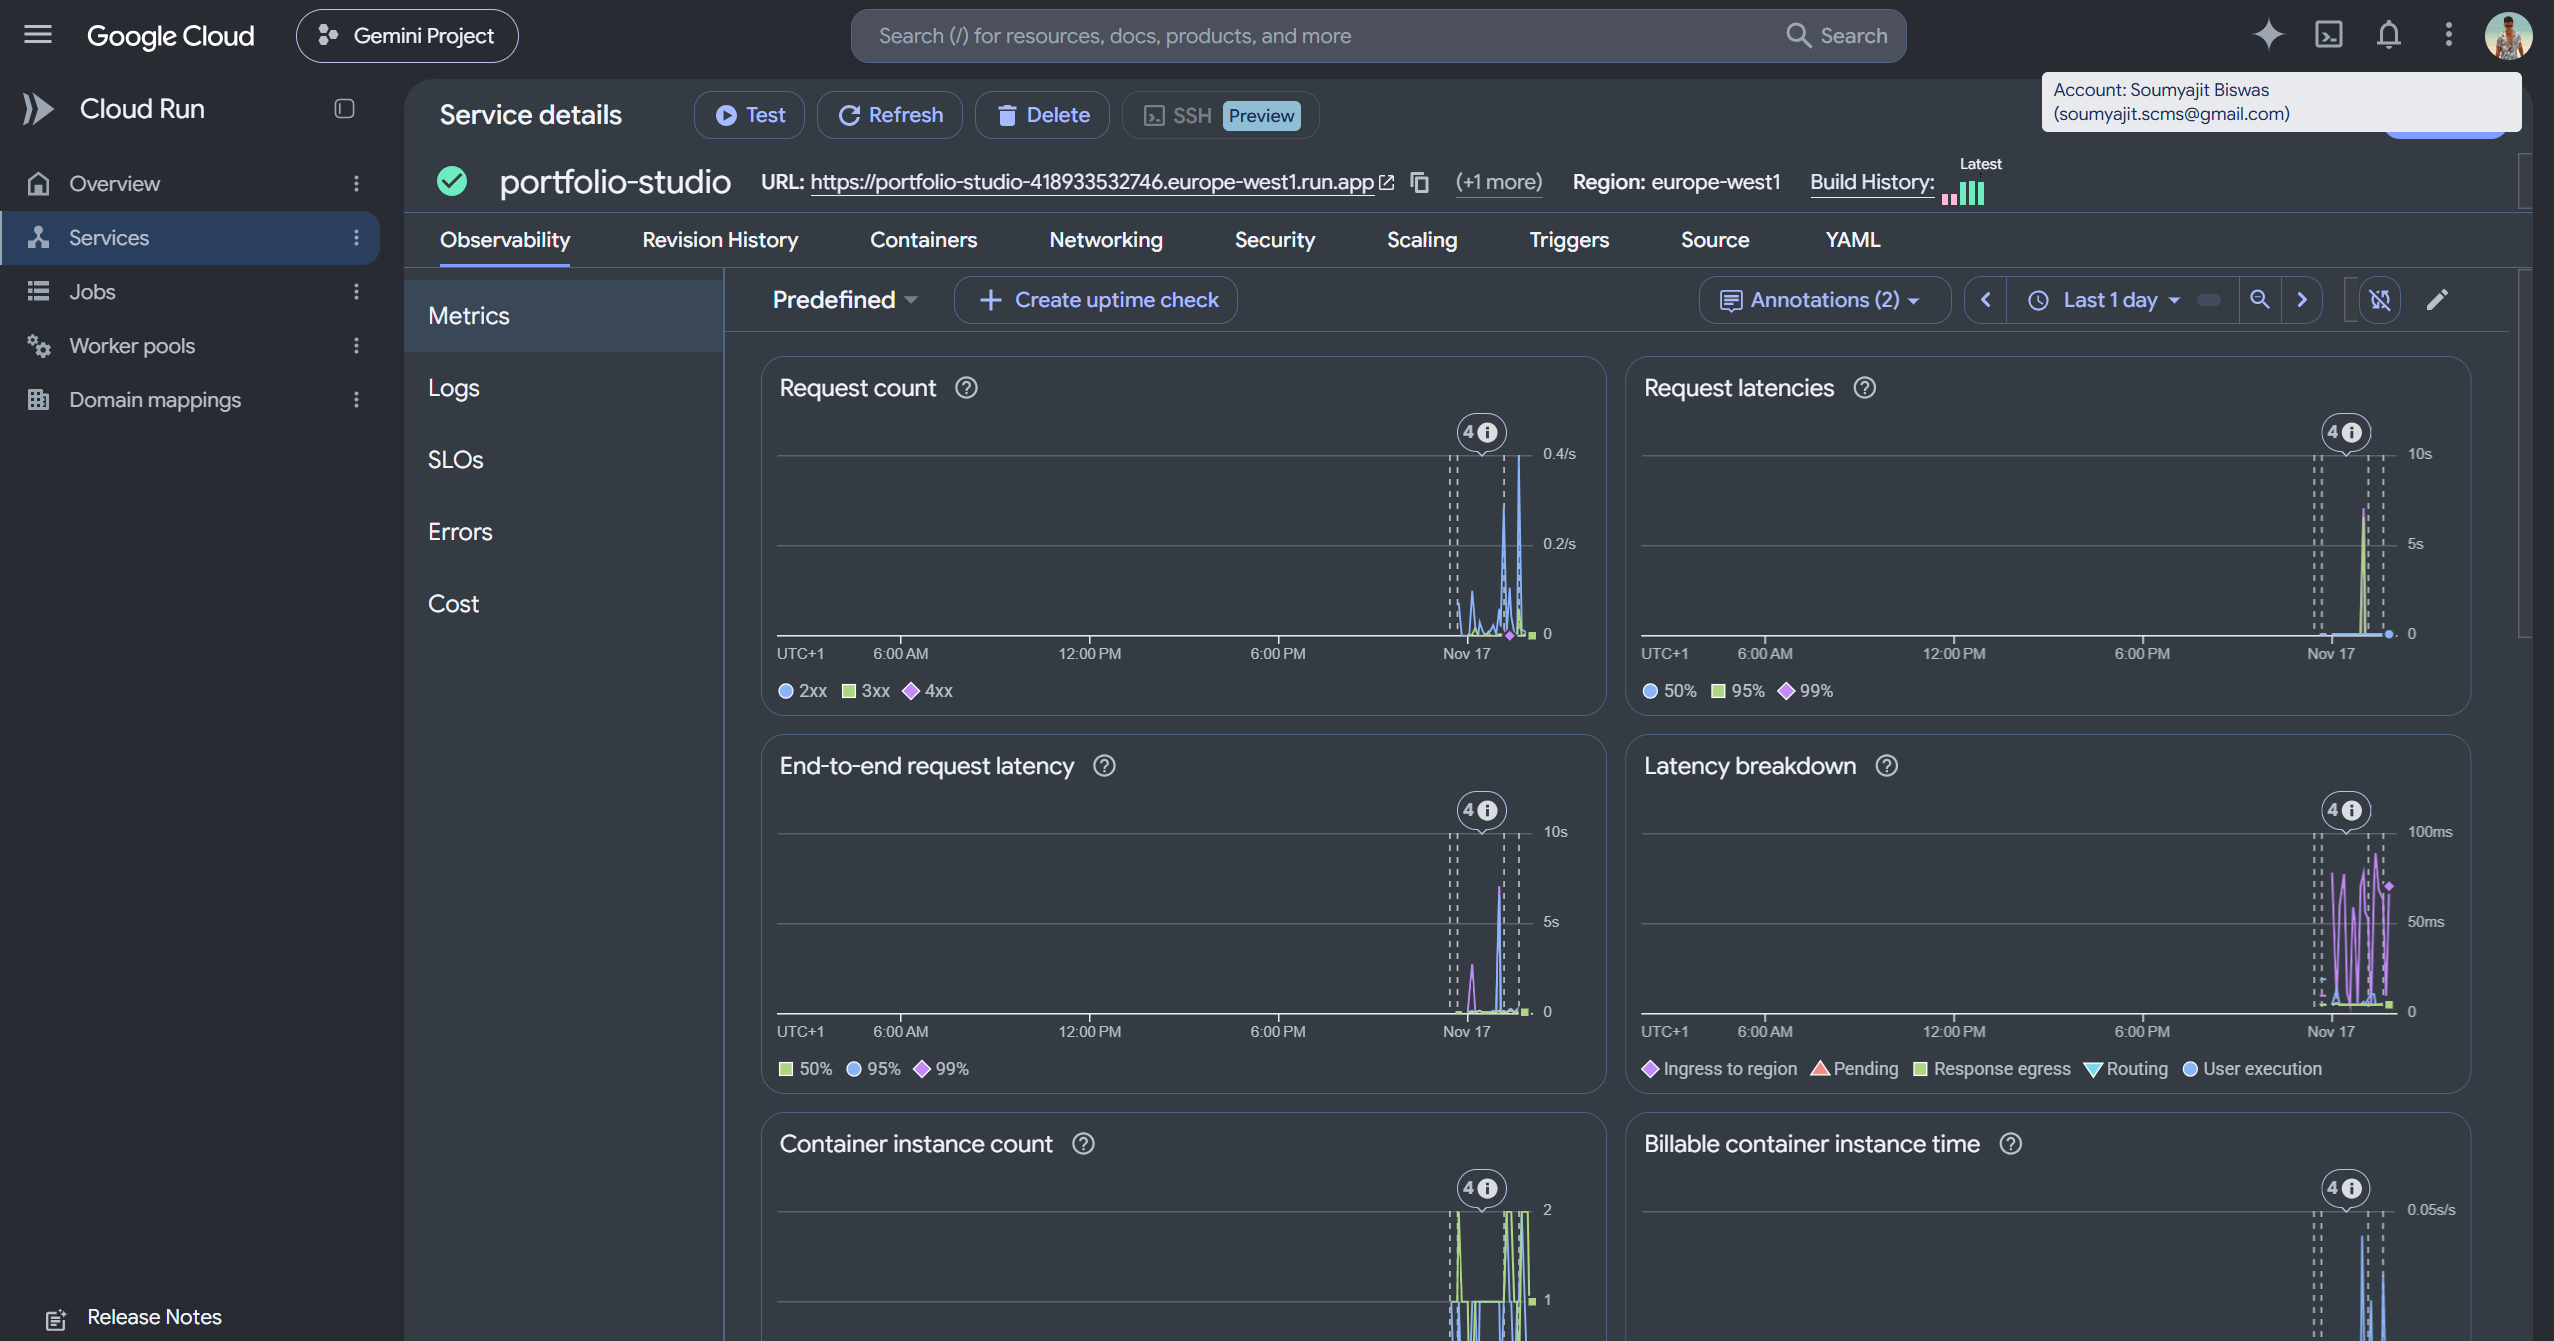 Google Cloud
Gemini Project
Search (/) for resources, docs, products, and more
Search
Account: Soumyajit Biswas
(soumyajit.scms@gmail.com)
Cloud Run
Overview
Services
Jobs
Worker pools
Domain mappings
Release Notes
Service details
Test
Refresh
Delete
SSH
Preview
portfolio-studio
URL: https://portfolio-studio-418933532746.europe-west1.run.app
(+1 more)
Region: europe-west1
Build History:
Latest
Observability
Revision History
Containers
Networking
Security
Scaling
Triggers
Source
YAML
Metrics
Logs
SLOs
Errors
Cost
Predefined
Create uptime check
Annotations (2)
Last 1 day
Request count
4
0.4/s
0.2/s
0
UTC+1 6:00 AM 12:00 PM 6:00 PM Nov 17
2xx 3xx 4xx
Request latencies
4
10s
5s
0
UTC+1 6:00 AM 12:00 PM 6:00 PM Nov 17
50% 95% 99%
End-to-end request latency
4
10s
5s
0
UTC+1 6:00 AM 12:00 PM 6:00 PM Nov 17
50% 95% 99%
Latency breakdown
4
100ms
50ms
0
UTC+1 6:00 AM 12:00 PM 6:00 PM Nov 17
Ingress to region Pending Response egress Routing User execution
Container instance count
4
2
1
Billable container instance time
4
0.05s/s